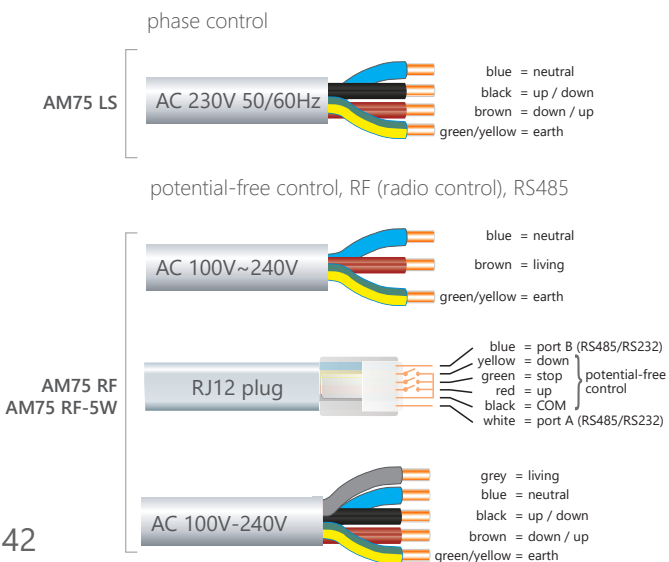 phase control
AM75 LS
AC 230V 50/60Hz
blue = neutral
black = up / down
brown = down / up
green/yellow = earth
potential-free control, RF (radio control), RS485
AC 100V~240V
blue = neutral
brown = living
green/yellow = earth
AM75 RF
AM75 RF-5W
RJ12 plug
blue = port B (RS485/RS232)
yellow = down
green = stop
red = up
black = COM
white = port A (RS485/RS232)
potential-free
control
AC 100V-240V
grey = living
blue = neutral
black = up / down
brown = down / up
green/yellow = earth
42